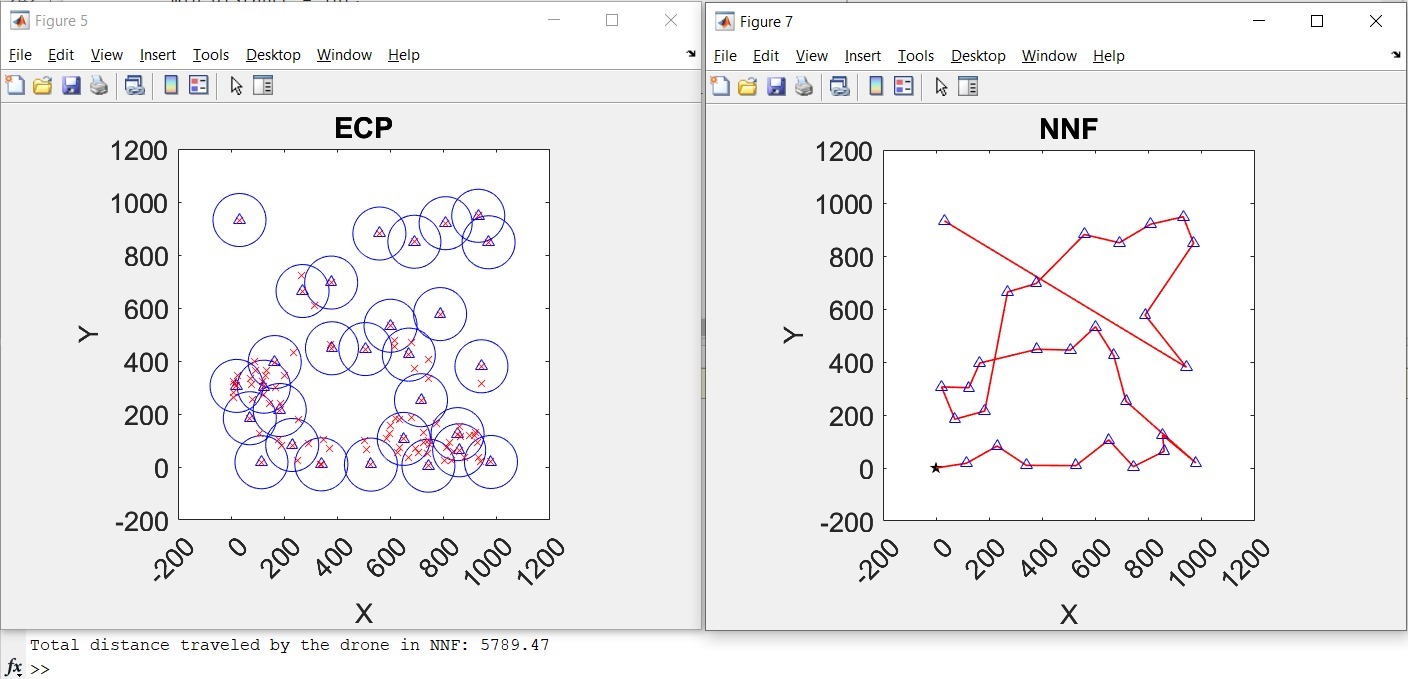 Figure 5
File Edit View Insert Tools Desktop Window Help
ECP
1200
1000
800
600
400
200
0
-200
Y
-200 0 200 400 600 800 1000 1200
X
Figure 7
File Edit View Insert Tools Desktop Window Help
NNF
1200
1000
800
600
400
200
0
-200
Y
-200 0 200 400 600 800 1000 1200
X
Total distance traveled by the drone in NNF: 5789.47
fx >>